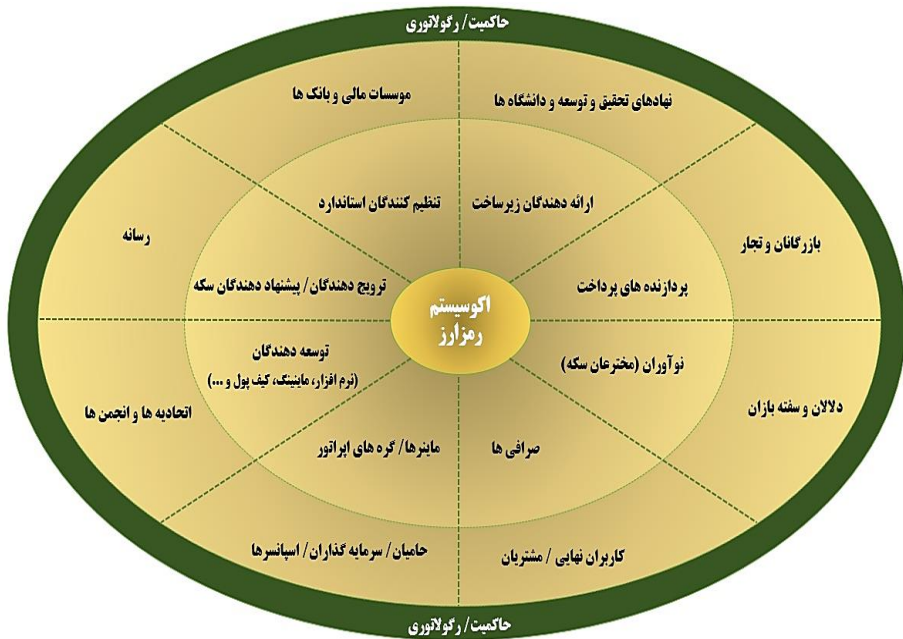 حاکمیت/ رگولاتوری
نهادهای تحقیق و توسعه و دانشگاه ها
موسسات مالی و بانک ها
ارائه دهندگان زیرساخت
تنظیم کنندگان استاندارد
بازرگانان و تجار
رسانه
پردازنده های پرداخت
ترویج دهندگان/ پیشنهاد دهندگان سکه
اکوسیستم
رمزارز
نوآوران (مخترعان سکه)
توسعه دهندگان
(نرم افزار، ماینینگ، کیف پول و ...)
دلالان و سفته بازان
اتحادیه ها و انجمن ها
صرافی ها
ماینرها/ گره های اپراتور
کاربران نهایی / مشتریان
حامیان/ سرمایه گذاران/ اسپانسرها
حاکمیت/ رگولاتوری